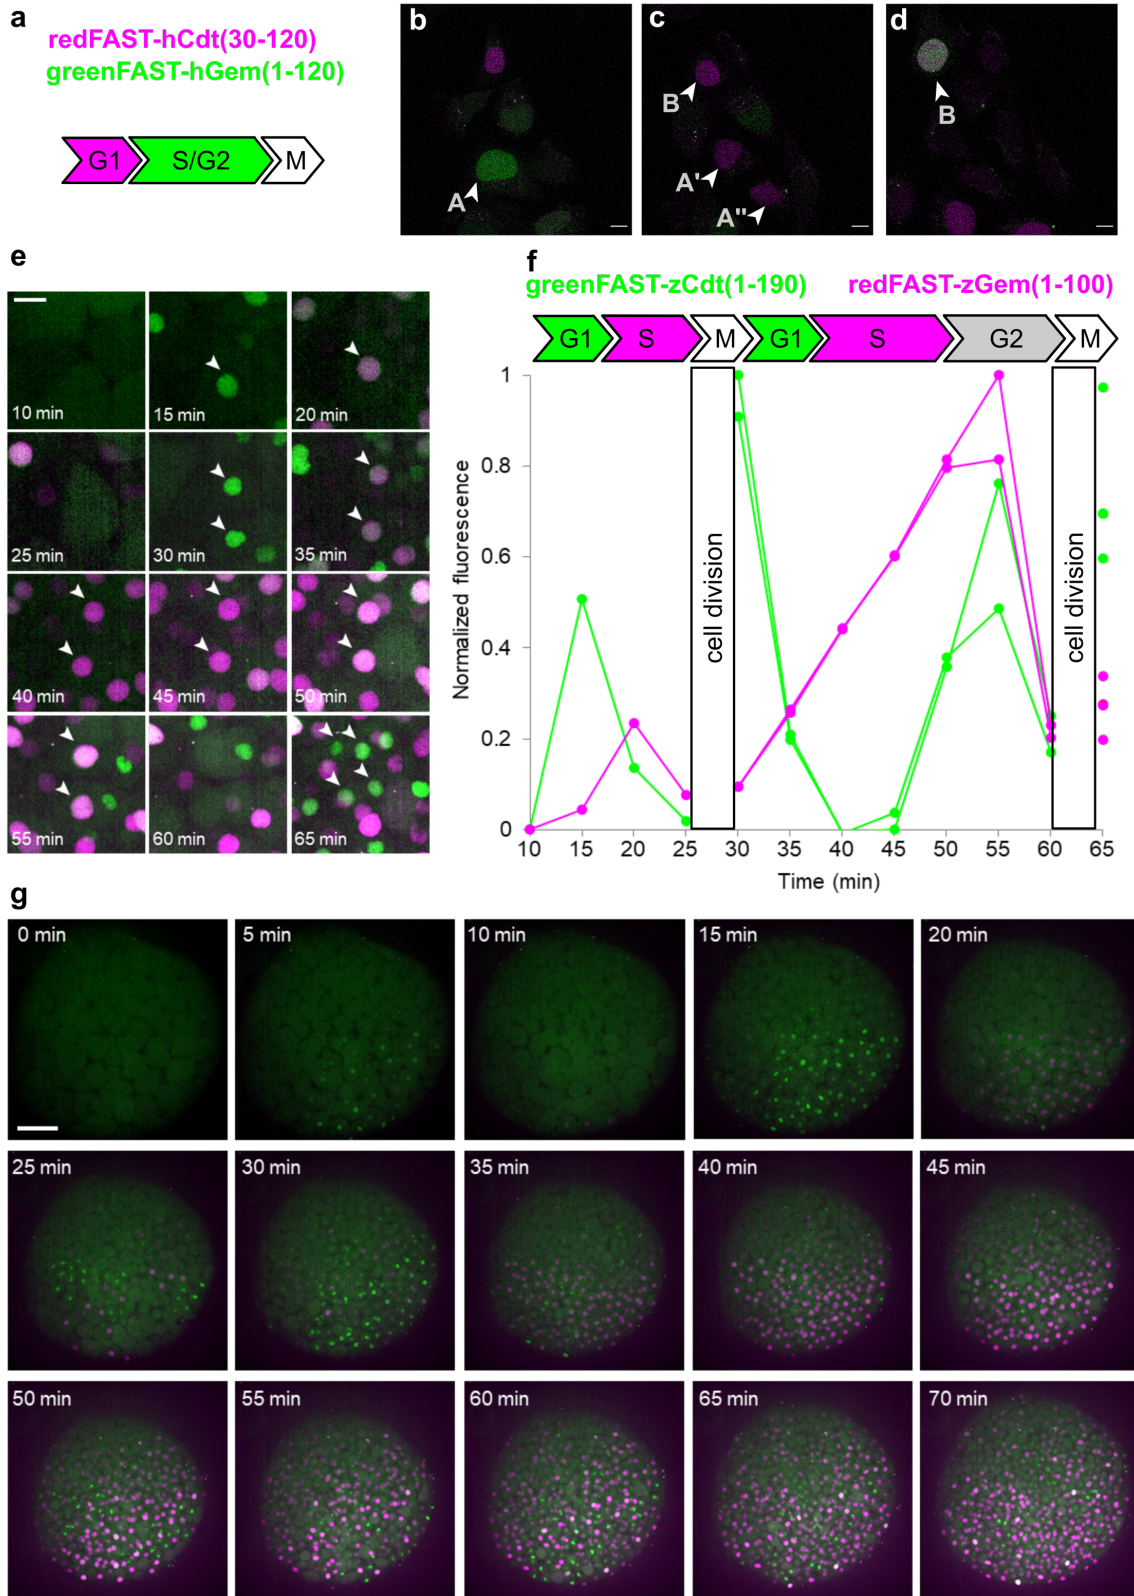 a
redFAST-hCdt(30-120)
greenFAST-hGem(1-120)
G1 S/G2 M
b
A
c
B
A'
A''
d
B
e
10 min 15 min 20 min
25 min 30 min 35 min
40 min 45 min 50 min
55 min 60 min 65 min
f
greenFAST-zCdt(1-190) redFAST-zGem(1-100)
G1 S M G1 S G2 M
Normalized fluorescence
1
0.8
0.6
0.4
0.2
0
cell division
cell division
10 15 20 25 30 35 40 45 50 55 60 65
Time (min)
g
0 min 5 min 10 min 15 min 20 min
25 min 30 min 35 min 40 min 45 min
50 min 55 min 60 min 65 min 70 min